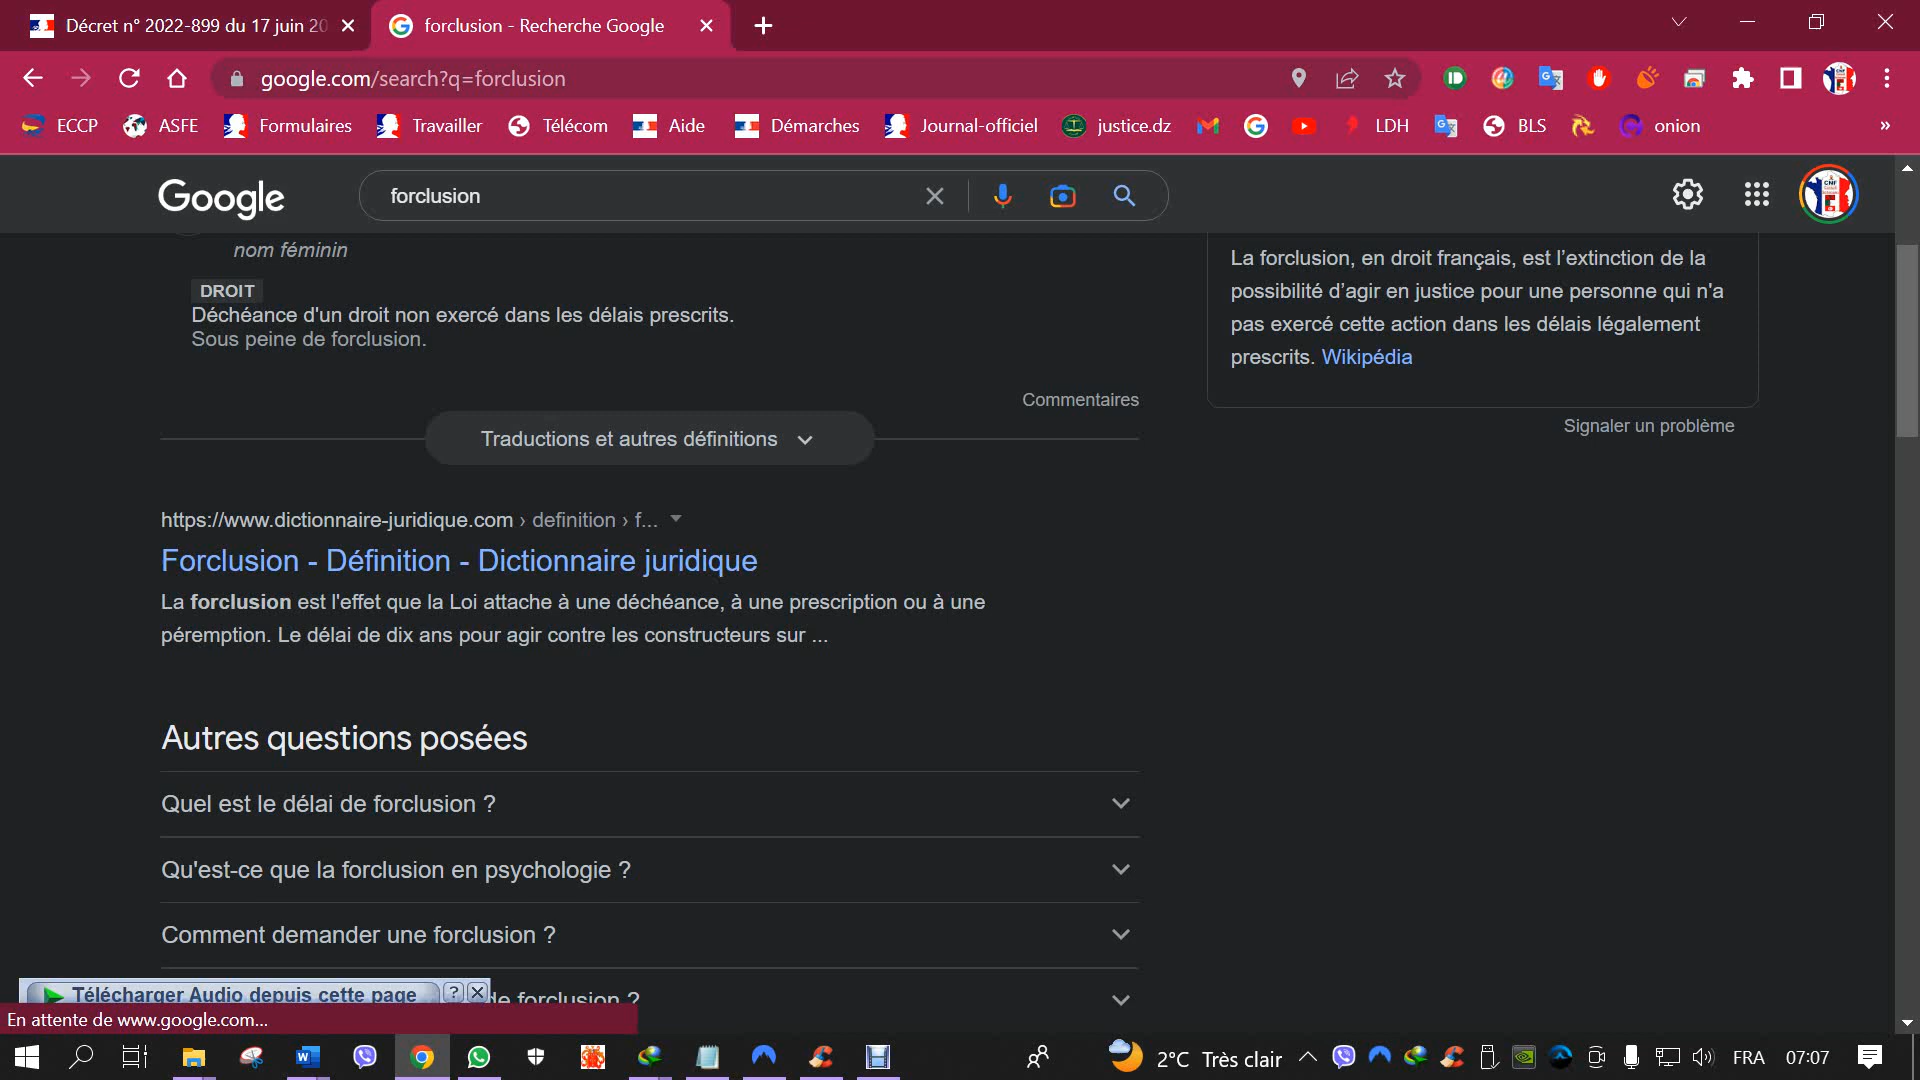 Décret n° 2022-899 du 17 juin 20
forclusion - Recherche Google
google.com/search?q=forclusion
ECCP ASFE Formulaires Travailler Télécom Aide Démarches Journal-officiel justice.dz LDH BLS onion »
Google
forclusion
nom féminin
DROIT
Déchéance d'un droit non exercé dans les délais prescrits.
Sous peine de forclusion.
Commentaires
Traductions et autres définitions
La forclusion, en droit français, est l’extinction de la
possibilité d’agir en justice pour une personne qui n'a
pas exercé cette action dans les délais légalement
prescrits. Wikipédia
Signaler un problème
https://www.dictionnaire-juridique.com › definition › f...
Forclusion - Définition - Dictionnaire juridique
La forclusion est l'effet que la Loi attache à une déchéance, à une prescription ou à une
péremption. Le délai de dix ans pour agir contre les constructeurs sur ...
Autres questions posées
Quel est le délai de forclusion ?
Qu'est-ce que la forclusion en psychologie ?
Comment demander une forclusion ?
de forclusion ?
Télécharger Audio depuis cette page ?
En attente de www.google.com...
2°C Très clair FRA 07:07